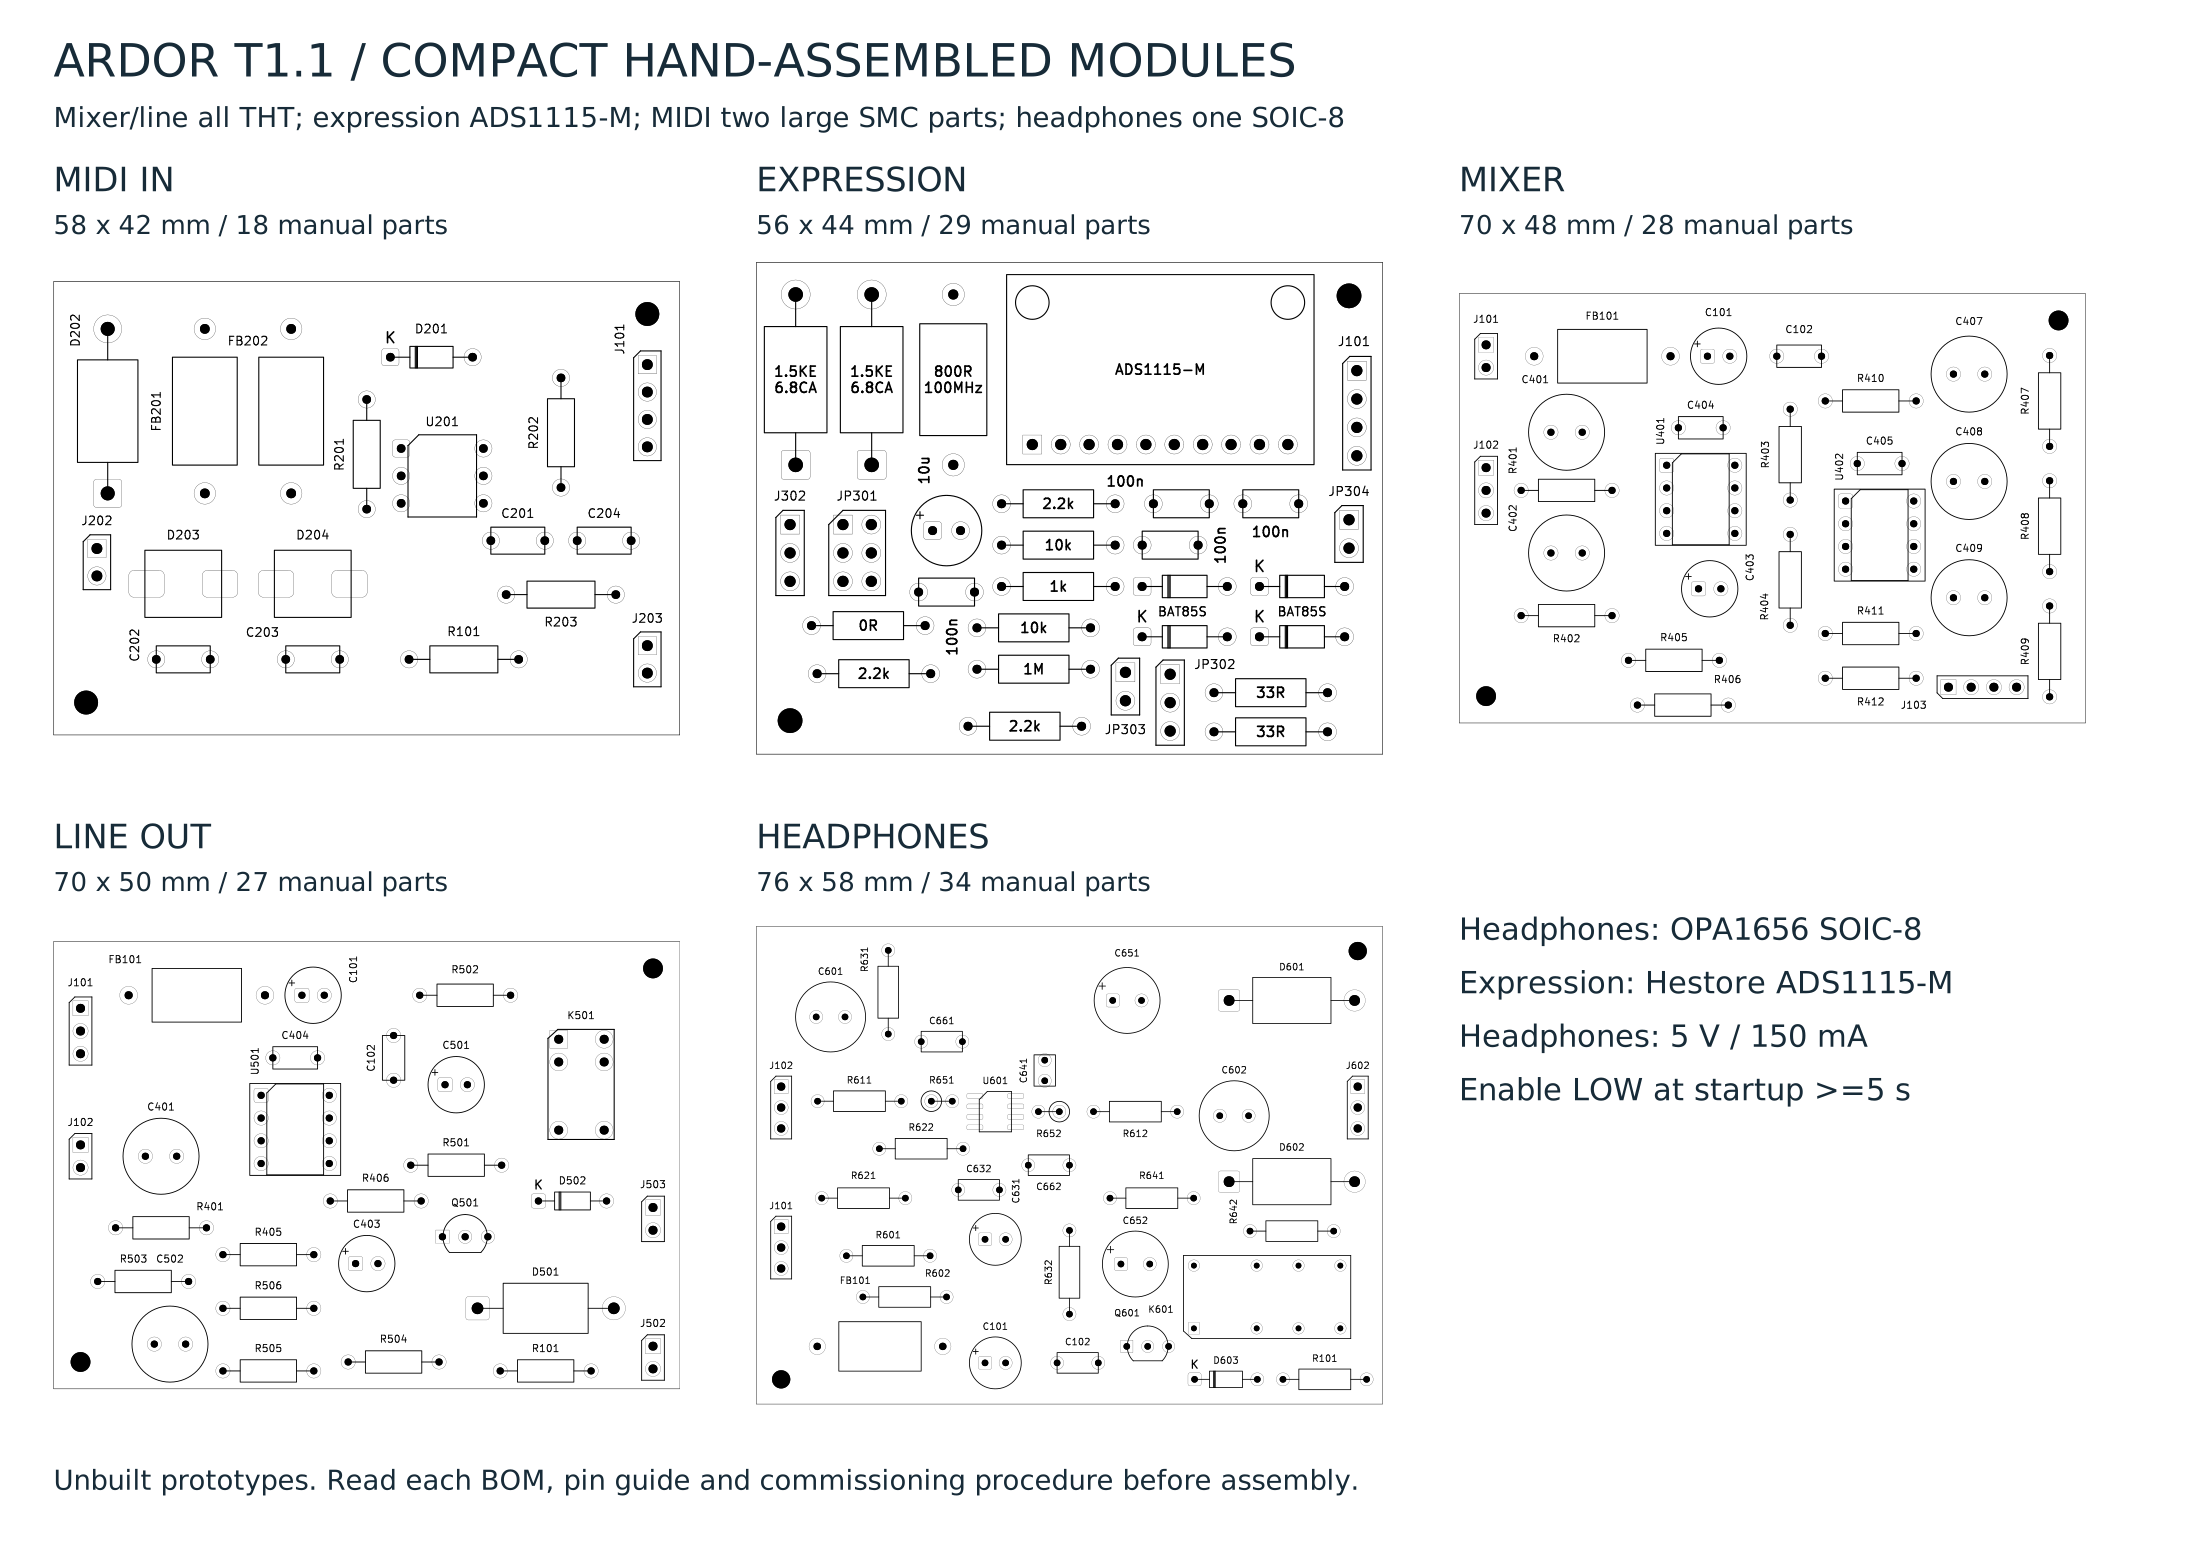 ARDOR T1.1 / COMPACT HAND-ASSEMBLED MODULES
Mixer/line all THT; expression ADS1115-M; MIDI two large SMC parts; headphones one SOIC-8
MIDI IN
58 x 42 mm / 18 manual parts
D202
FB202
FB201
K
D201
J101
R201
U201
R202
J202
D203
D204
C201
C204
C202
C203
R101
R203
J203
EXPRESSION
56 x 44 mm / 29 manual parts
1.5KE
6.8CA
1.5KE
6.8CA
800R
100MHz
ADS1115-M
J101
10u
100n
J302
JP301
+
2.2k
JP304
10k
100n
100n
1k
K
0R
100n
10k
K
BAT85S
K
BAT85S
2.2k
1M
JP302
33R
2.2k
JP303
33R
MIXER
70 x 48 mm / 28 manual parts
J101
FB101
C101
+
C102
C407
C401
R410
R407
J102
R401
U401
C404
R403
U402
C405
C408
C402
R408
+
C403
R404
C409
R402
R405
R411
R409
R406
R412
J103
LINE OUT
70 x 50 mm / 27 manual parts
FB101
J101
+
C101
R502
C404
U501
C102
C501
+
K501
C401
J102
R501
R406
K
D502
J503
R401
Q501
R405
C403
+
R503
C502
R506
D501
R504
R505
R101
J502
HEADPHONES
76 x 58 mm / 34 manual parts
R631
C601
C651
+
D601
C661
C641
J102
R611
R651
U601
R652
R612
C602
J602
R622
D602
C632
C631
C662
R621
R641
R642
J101
+
R601
C652
+
R602
FB101
R632
Q601
K601
C101
+
C102
K
D603
R101
Headphones: OPA1656 SOIC-8
Expression: Hestore ADS1115-M
Headphones: 5 V / 150 mA
Enable LOW at startup >=5 s
Unbuilt prototypes. Read each BOM, pin guide and commissioning procedure before assembly.